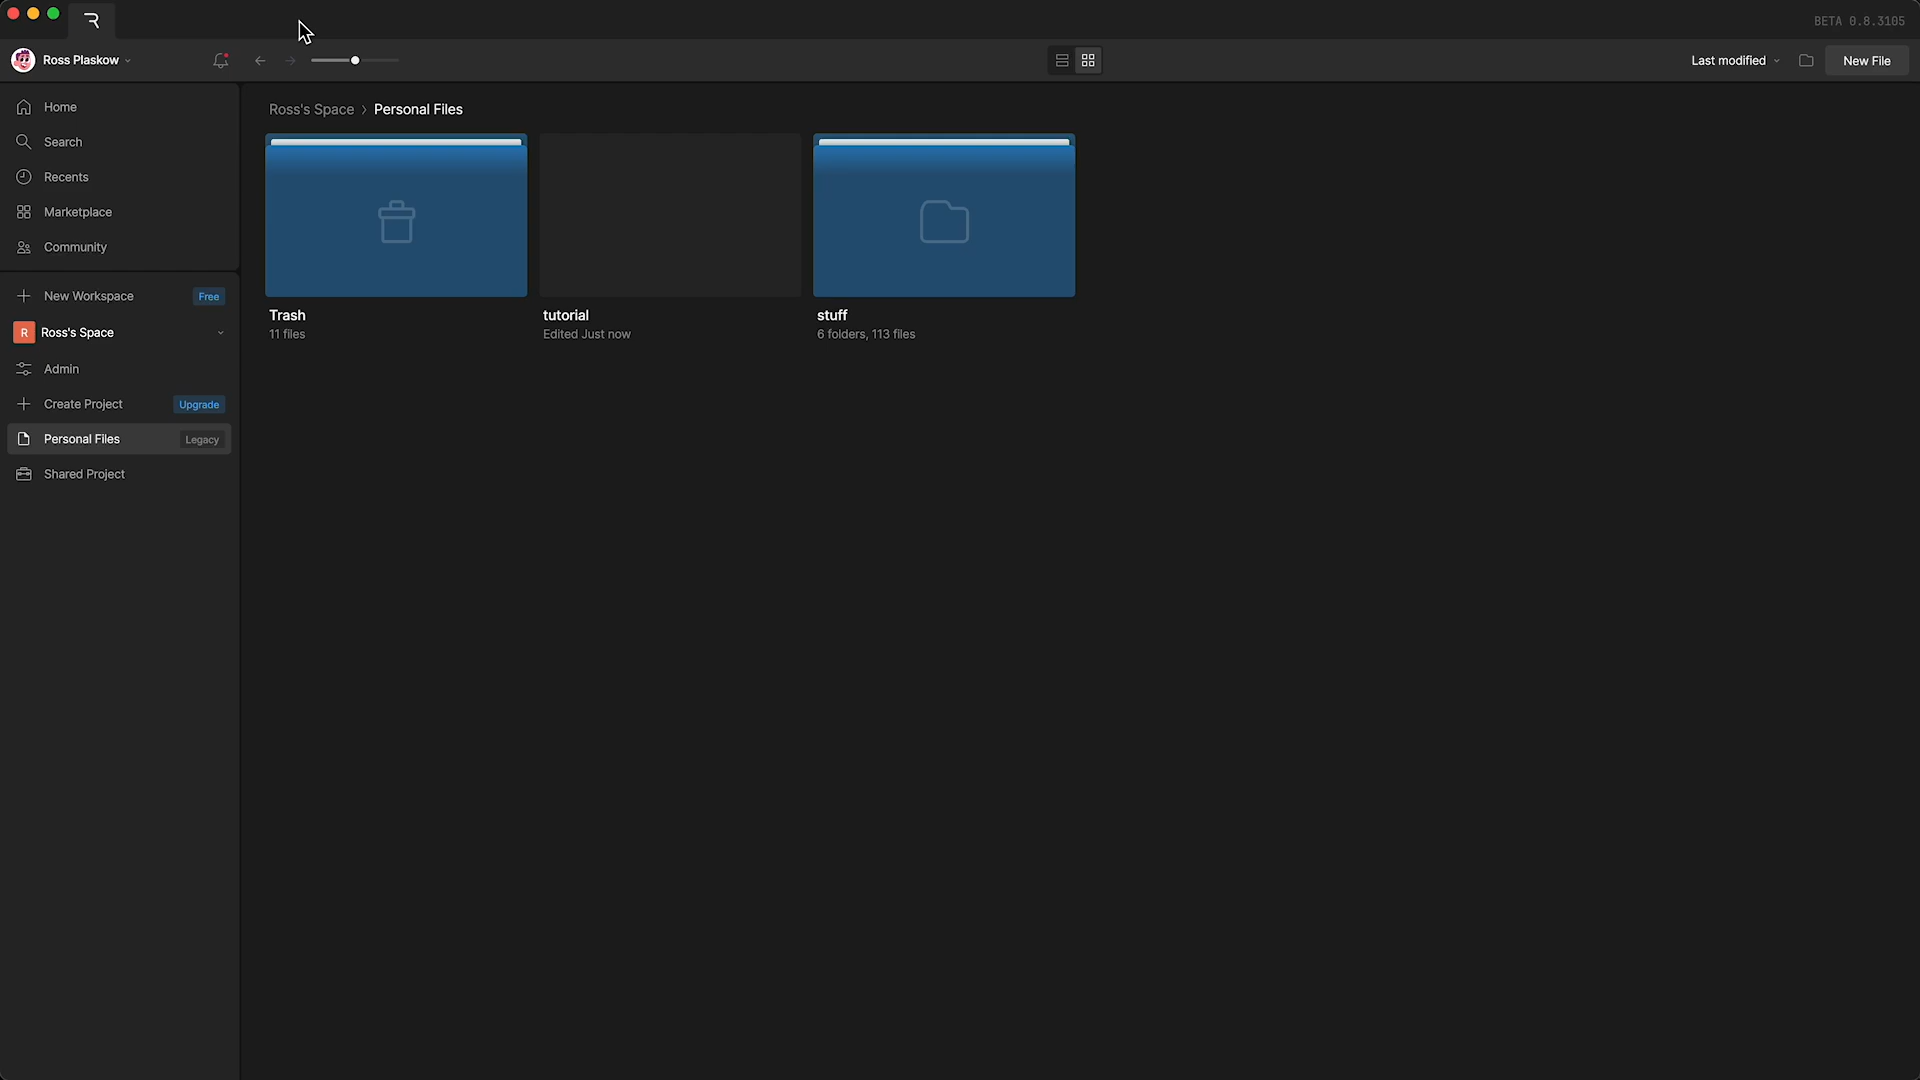 BETA 0.8.3105
Ross Plaskow
Last modified
New File
Home
Search
Recents
Marketplace
Community
New Workspace Free
R Ross's Space
Admin
Create Project Upgrade
Personal Files Legacy
Shared Project
Ross's Space > Personal Files
Trash
11 files
tutorial
Edited Just now
stuff
6 folders, 113 files